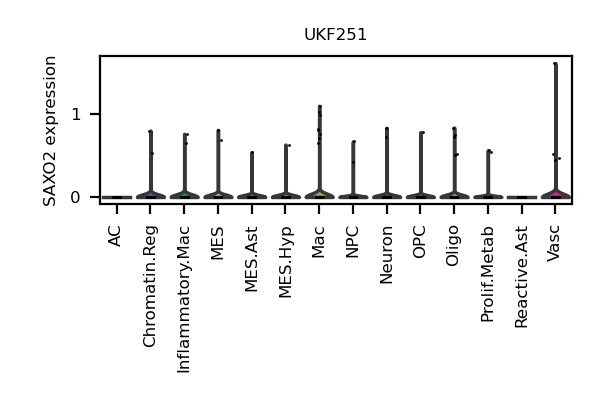 UKF251
SAXO2 expression
1
0
AC
Chromatin.Reg
Inflammatory.Mac
MES
MES.Ast
MES.Hyp
Mac
NPC
Neuron
OPC
Oligo
Prolif.Metab
Reactive.Ast
Vasc